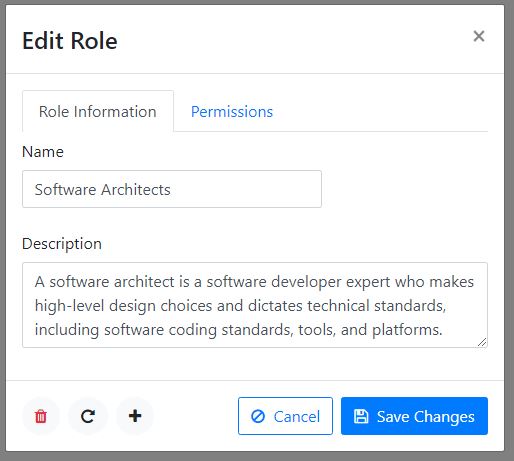 Edit Role
×
Role Information
Permissions
Name
Software Architects
Description
A software architect is a software developer expert who makes
high-level design choices and dictates technical standards,
including software coding standards, tools, and platforms.
Cancel
Save Changes